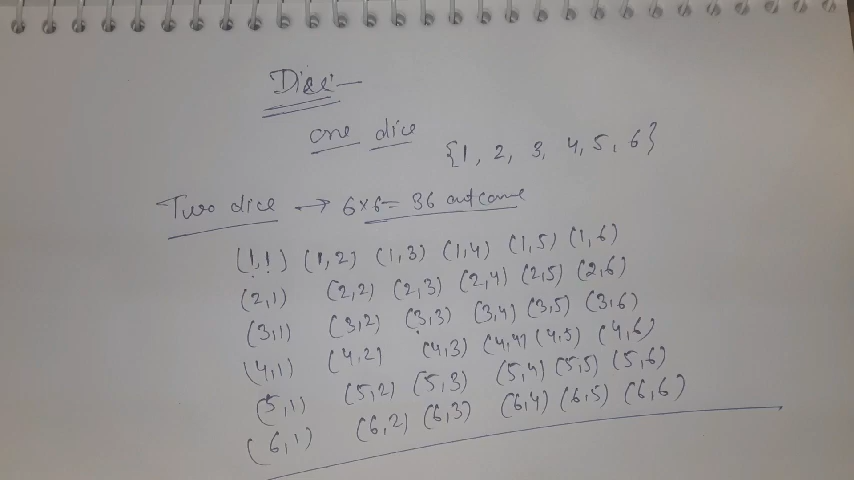 Dice —
one dice {1, 2, 3, 4, 5, 6}
Two dice → 6×6= 36 outcome
(1,1) (1,2) (1,3) (1,4) (1,5) (1,6)
(2,1) (2,2) (2,3) (2,4) (2,5) (2,6)
(3,1) (3,2) (3,3) (3,4) (3,5) (3,6)
(4,1) (4,2) (4,3) (4,4) (4,5) (4,6)
(5,1) (5,2) (5,3) (5,4) (5,5) (5,6)
(6,1) (6,2) (6,3) (6,4) (6,5) (6,6)